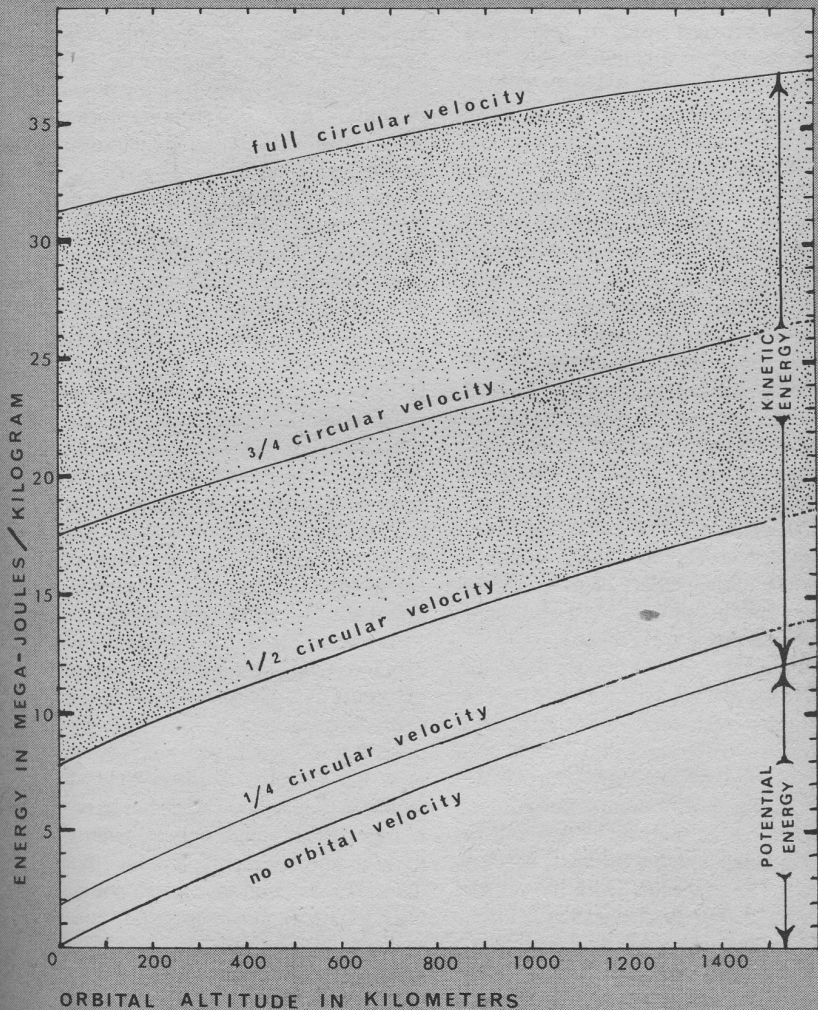 35
30
25
20
15
10
5
0
ENERGY IN MEGA-JOULES/KILOGRAM
full circular velocity
3/4 circular velocity
1/2 circular velocity
1/4 circular velocity
no orbital velocity
KINETIC
ENERGY
POTENTIAL
ENERGY
200
400
600
800
1000
1200
1400
ORBITAL ALTITUDE IN KILOMETERS